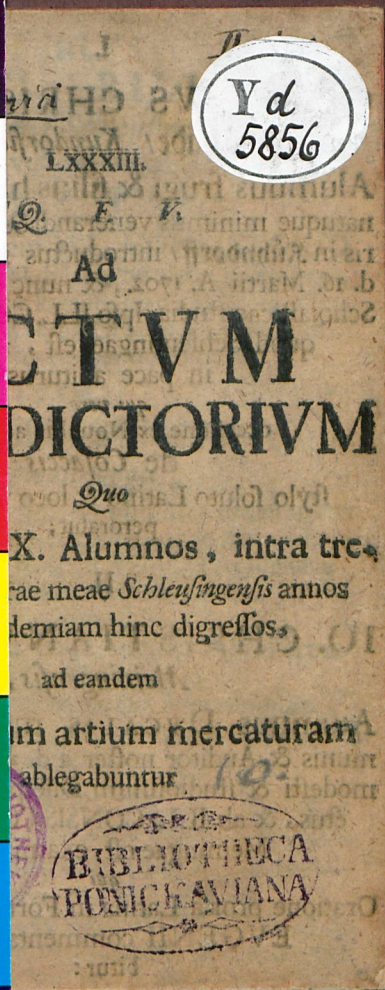 Yd
5856
LXXXIII.
Q. F. V.
Ad
CTVM
DICTORIVM
Quo
X. Alumnos, intra tre-
rae meae Schleusingensis annos
demiam hinc digressos,
ad eandem
um artium mercaturam
ablegabuntur
BIBLIOTHECA
PONICKAVIANA